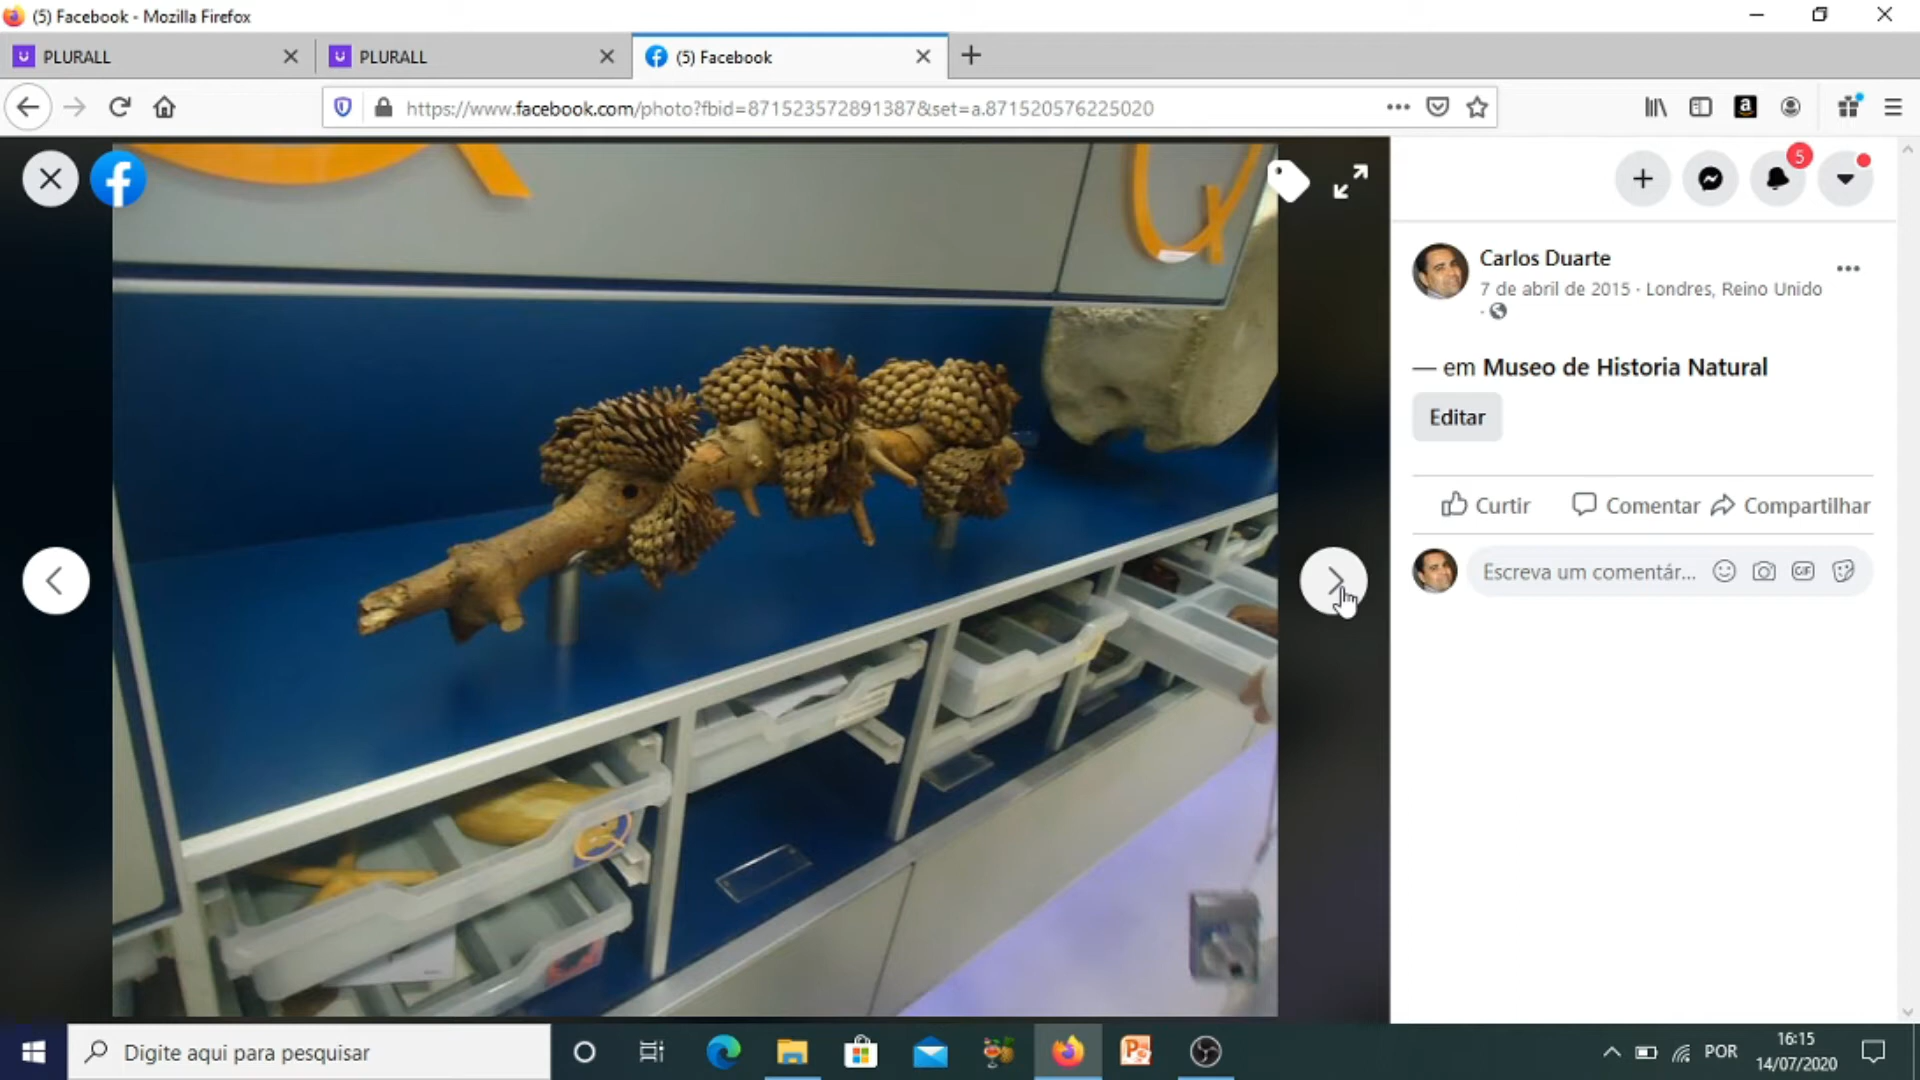 (5) Facebook - Mozilla Firefox
PLURALL
PLURALL
(5) Facebook
https://www.facebook.com/photo?fbid=871523572891387&set=a.871520576225020
5
Carlos Duarte
7 de abril de 2015 · Londres, Reino Unido
— em Museo de Historia Natural
Editar
Curtir Comentar Compartilhar
Escreva um comentár...
GIF
Digite aqui para pesquisar
POR
16:15
14/07/2020